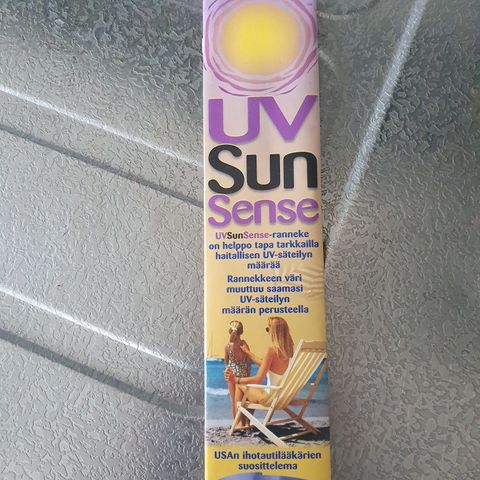 UV
Sun
Sense
UVSunSense-ranneke
on helppo tapa tarkkailla
haitallisen UV-säteilyn
määrää
Rannekkeen väri
muuttuu saamasi
UV-säteilyn
määrän perusteella
USAn ihotautilääkärien
suosittelema